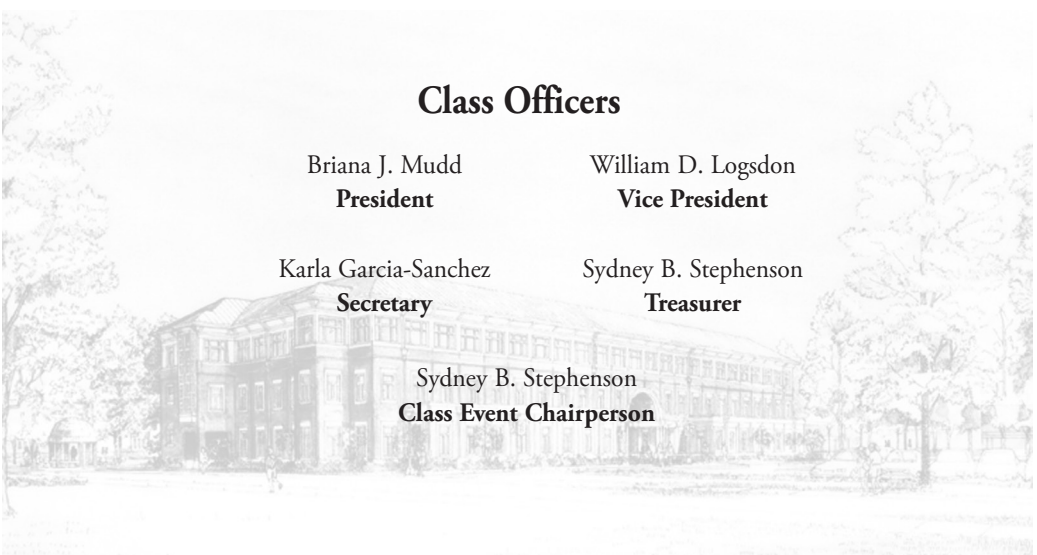 Class Officers
Briana J. Mudd
President
William D. Logsdon
Vice President
Karla Garcia-Sanchez
Secretary
Sydney B. Stephenson
Treasurer
Sydney B. Stephenson
Class Event Chairperson